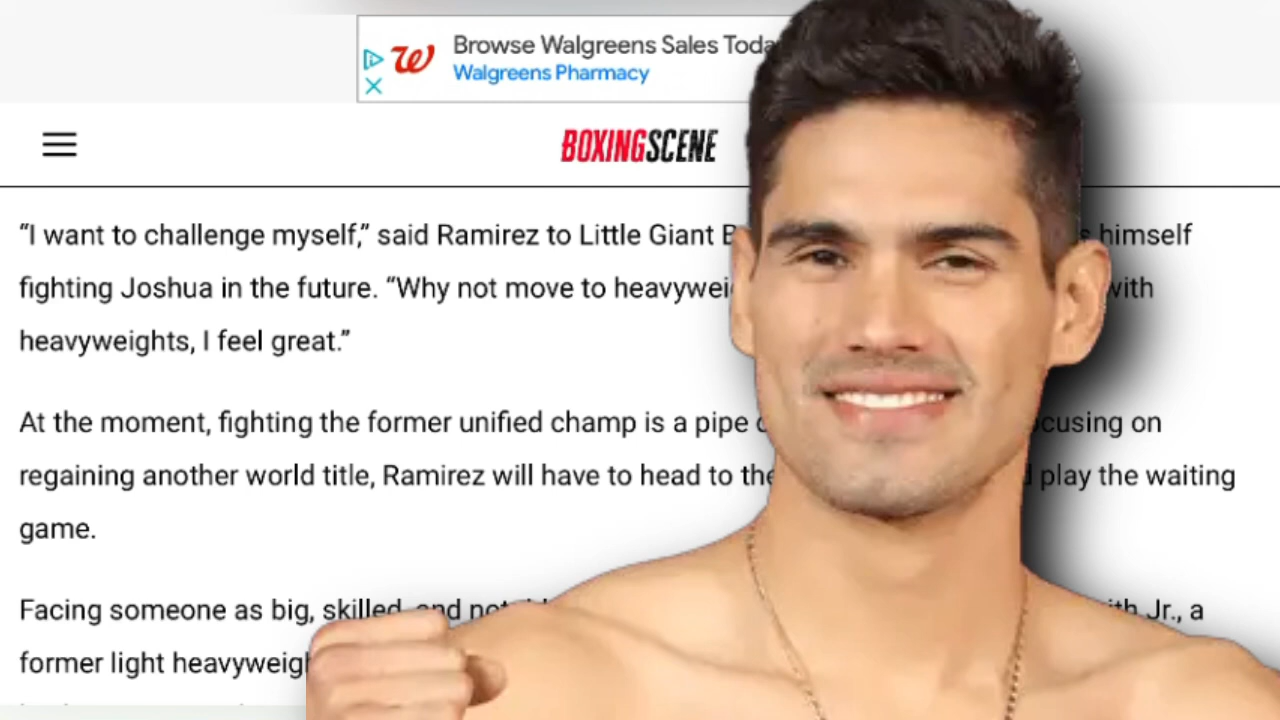 Browse Walgreens Sales Toda
Walgreens Pharmacy
BOXINGSCENE
“I want to challenge myself,” said Ramirez to Little Giant B himself
fighting Joshua in the future. “Why not move to heavywei with
heavyweights, I feel great.”
At the moment, fighting the former unified champ is a pipe ocusing on
regaining another world title, Ramirez will have to head to the play the waiting
game.
Facing someone as big, skilled, and Jr., a
former light heavyweigh